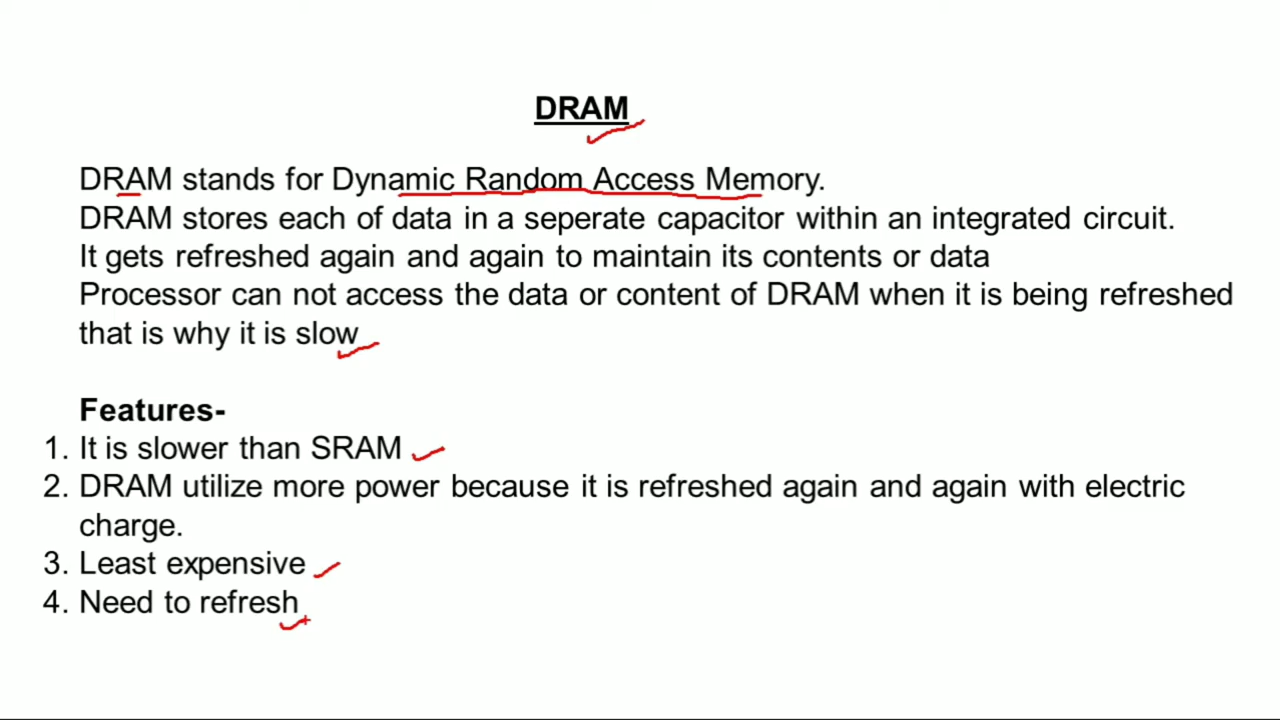 DRAM
DRAM stands for Dynamic Random Access Memory.
DRAM stores each of data in a seperate capacitor within an integrated circuit.
It gets refreshed again and again to maintain its contents or data
Processor can not access the data or content of DRAM when it is being refreshed
that is why it is slow
Features-
1. It is slower than SRAM
2. DRAM utilize more power because it is refreshed again and again with electric
charge.
3. Least expensive
4. Need to refresh